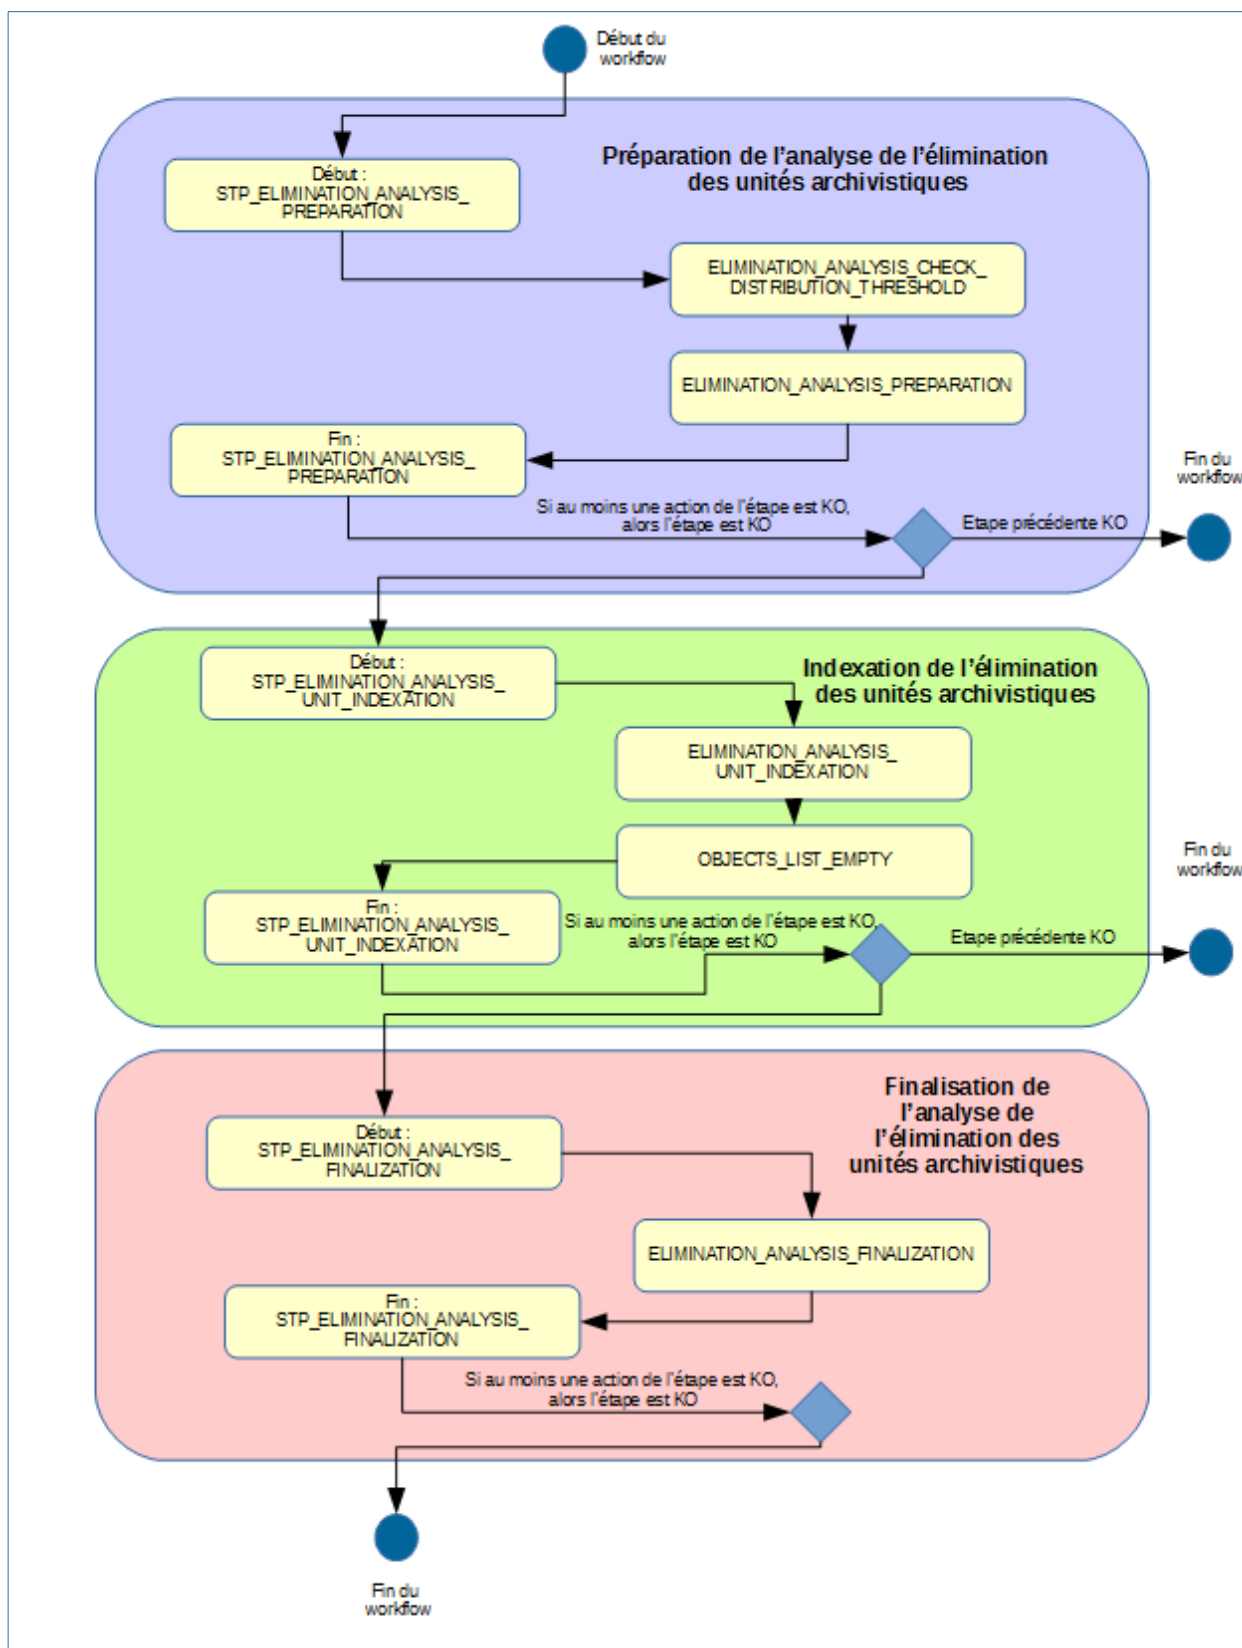 Début du
workflow
Préparation de l’analyse de l’élimination
des unités archivistiques
Début :
STP_ELIMINATION_ANALYSIS_
PREPARATION
ELIMINATION_ANALYSIS_CHECK_
DISTRIBUTION_THRESHOLD
ELIMINATION_ANALYSIS_PREPARATION
Fin :
STP_ELIMINATION_ANALYSIS_
PREPARATION
Si au moins une action de l’étape est KO,
alors l’étape est KO
Etape précédente KO
Fin du
workflow
Début :
STP_ELIMINATION_ANALYSIS_
UNIT_INDEXATION
Indexation de l’élimination
des unités archivistiques
ELIMINATION_ANALYSIS_
UNIT_INDEXATION
OBJECTS_LIST_EMPTY
Fin :
STP_ELIMINATION_ANALYSIS_
UNIT_INDEXATION
Si au moins une action de l’étape est KO,
alors l’étape est KO
Etape précédente KO
Fin du
workflow
Finalisation de
l’analyse de
l’élimination des
unités archivistiques
Début :
STP_ELIMINATION_ANALYSIS_
FINALIZATION
ELIMINATION_ANALYSIS_FINALIZATION
Fin :
STP_ELIMINATION_ANALYSIS_
FINALIZATION
Si au moins une action de l’étape est KO,
alors l’étape est KO
Fin du
workflow